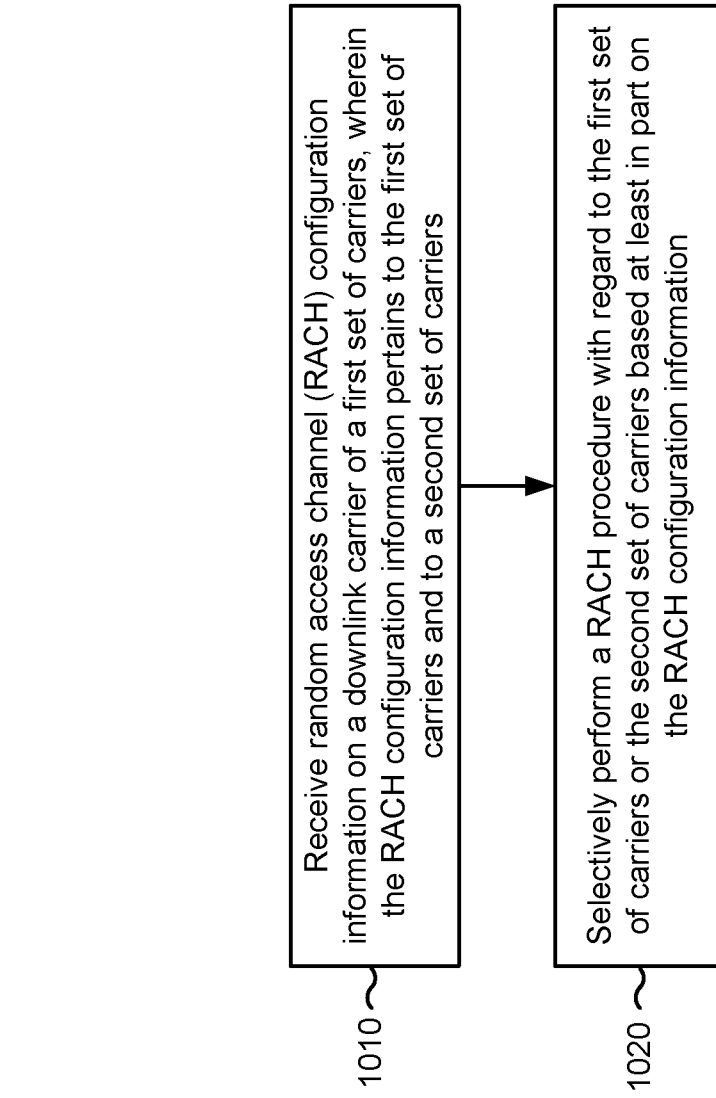 1010
Receive random access channel (RACH) configuration
information on a downlink carrier of a first set of carriers, wherein
the RACH configuration information pertains to the first set of
carriers and to a second set of carriers
1020
Selectively perform a RACH procedure with regard to the first set
of carriers or the second set of carriers based at least in part on
the RACH configuration information